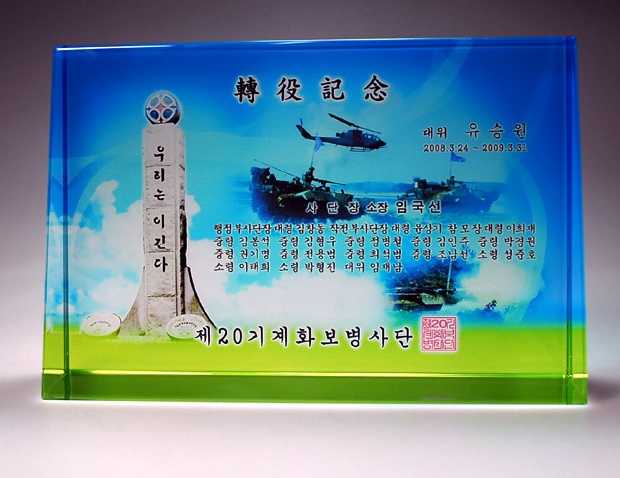 轉役記念
대위 유승원
2008.3.24 ~ 2009.3.31
우리는 이긴다
사단장 소장 임국선
행정부사단장 대령 김창동 작전부사단장 대령 윤상기 참모장 대령 이희재
중령 김봉석 중령 김형우 중령 정병철 중령 김인주 중령 박경원
중령 권기명 중령 전용범 중령 최석법 중령 조남선 소령 성준호
소령 이태희 소령 박형진 대위 임재남
제20기계화보병사단